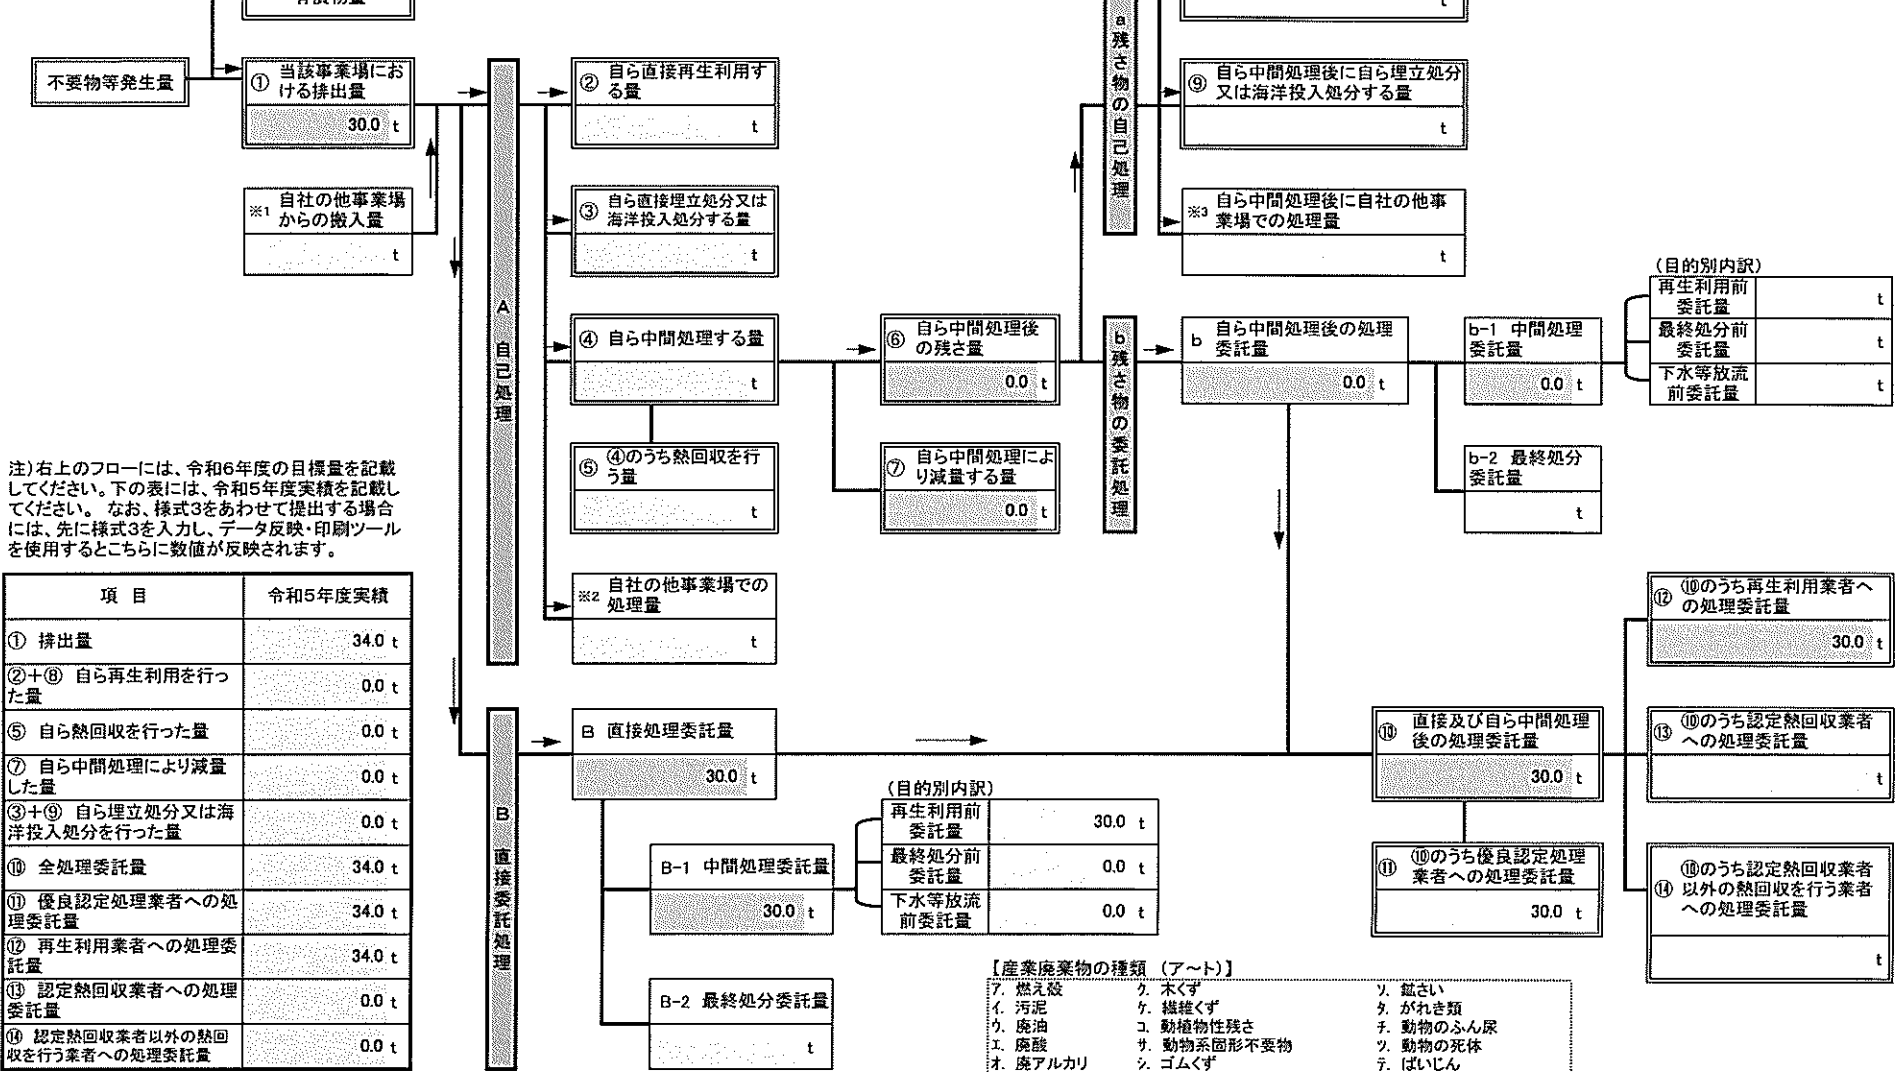 不要物等発生量
① 当該事業場にお
ける排出量
30.0 t
※1 自社の他事業場
からの搬入量
t
A 自己処理
② 自ら直接再生利用す
る量
t
③ 自ら直接埋立処分又は
海洋投入処分する量
t
④ 自ら中間処理する量
t
⑤ ④のうち熱回収を行
う量
t
※2 自社の他事業場での
処理量
t
⑥ 自ら中間処理後
の残さ量
0.0 t
⑦ 自ら中間処理によ
り減量する量
0.0 t
a 残さ物の自己処理
t
⑨ 自ら中間処理後に自ら埋立処分
又は海洋投入処分する量
t
※3 自ら中間処理後に自社の他事
業場での処理量
t
b 残さ物の委託処理
b 自ら中間処理後の処理
委託量
0.0 t
b-1 中間処理
委託量
0.0 t
(目的別内訳)
再生利用前
委託量
t
最終処分前
委託量
t
下水等放流
前委託量
t
b-2 最終処分
委託量
t
注)右上のフローには、令和6年度の目標量を記載
してください。下の表には、令和5年度実績を記載し
てください。 なお、様式3をあわせて提出する場合
には、先に様式3を入力し、データ反映・印刷ツール
を使用するとこちらに数値が反映されます。
項 目 令和5年度実績
① 排出量 34.0 t
②+⑧ 自ら再生利用を行っ
た量 0.0 t
⑤ 自ら熱回収を行った量 0.0 t
⑦ 自ら中間処理により減量
した量 0.0 t
③+⑨ 自ら埋立処分又は海
洋投入処分を行った量 0.0 t
⑩ 全処理委託量 34.0 t
⑪ 優良認定処理業者への処
理委託量 34.0 t
⑫ 再生利用業者への処理委
託量 34.0 t
⑬ 認定熱回収業者への処理
委託量 0.0 t
⑭ 認定熱回収業者以外の熱回
収を行う業者への処理委託量 0.0 t
B 直接委託処理
B 直接処理委託量
30.0 t
B-1 中間処理委託量
30.0 t
(目的別内訳)
再生利用前
委託量
30.0 t
最終処分前
委託量
0.0 t
下水等放流
前委託量
0.0 t
B-2 最終処分委託量
t
⑩ 直接及び自ら中間処理
後の処理委託量
30.0 t
⑪ ⑩のうち優良認定処理
業者への処理委託量
30.0 t
⑫ ⑩のうち再生利用業者へ
の処理委託量
30.0 t
⑬ ⑩のうち認定熱回収業者
への処理委託量
t
⑭ ⑩のうち認定熱回収業者
以外の熱回収を行う業者
への処理委託量
t
【産業廃棄物の種類 (ア~ト)】
ア. 燃え殻 ク. 木くず ソ. 鉱さい
イ. 汚泥 ケ. 繊維くず タ. がれき類
ウ. 廃油 コ. 動植物性残さ チ. 動物のふん尿
エ. 廃酸 サ. 動物系固形不要物 ツ. 動物の死体
オ. 廃アルカリ シ. ゴムくず テ. ばいじん